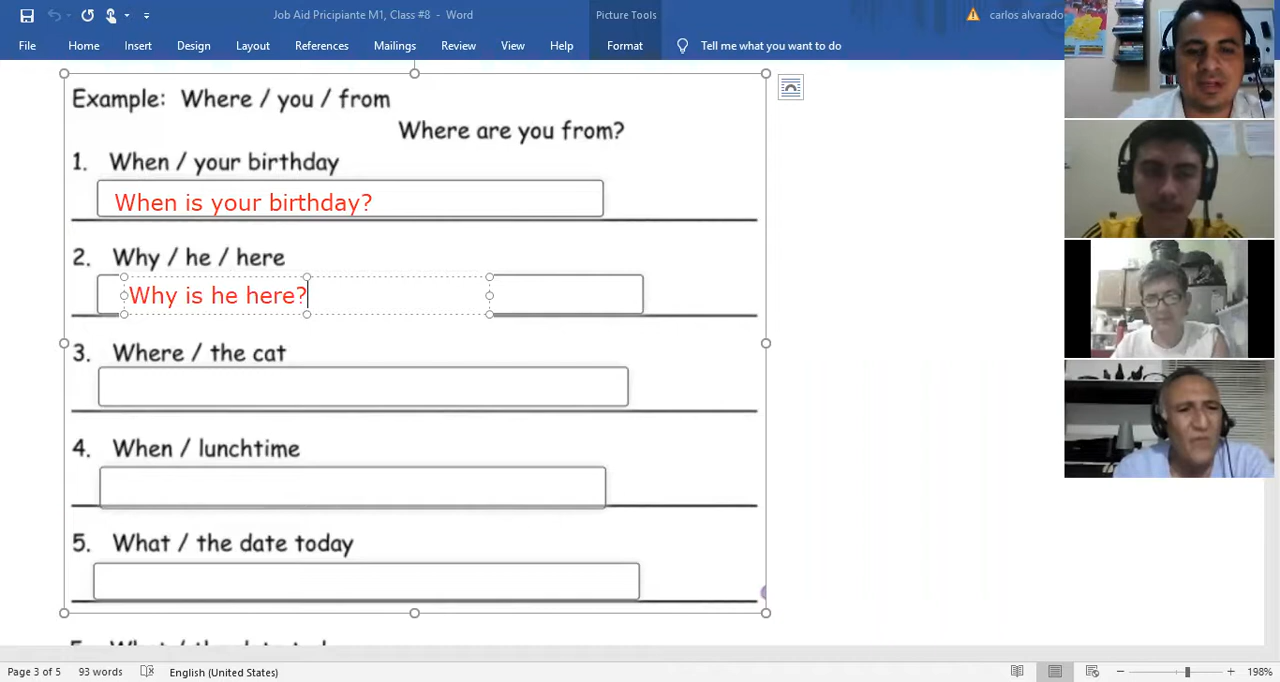 Job Aid Pricipiante M1, Class #8 - Word
Picture Tools
carlos alvarado
File Home Insert Design Layout References Mailings Review View Help Format Tell me what you want to do
Example: Where / you / from
Where are you from?
1. When / your birthday
When is your birthday?
2. Why / he / here
Why is he here?
3. Where / the cat
4. When / lunchtime
5. What / the date today
Page 3 of 5 93 words English (United States) 198%